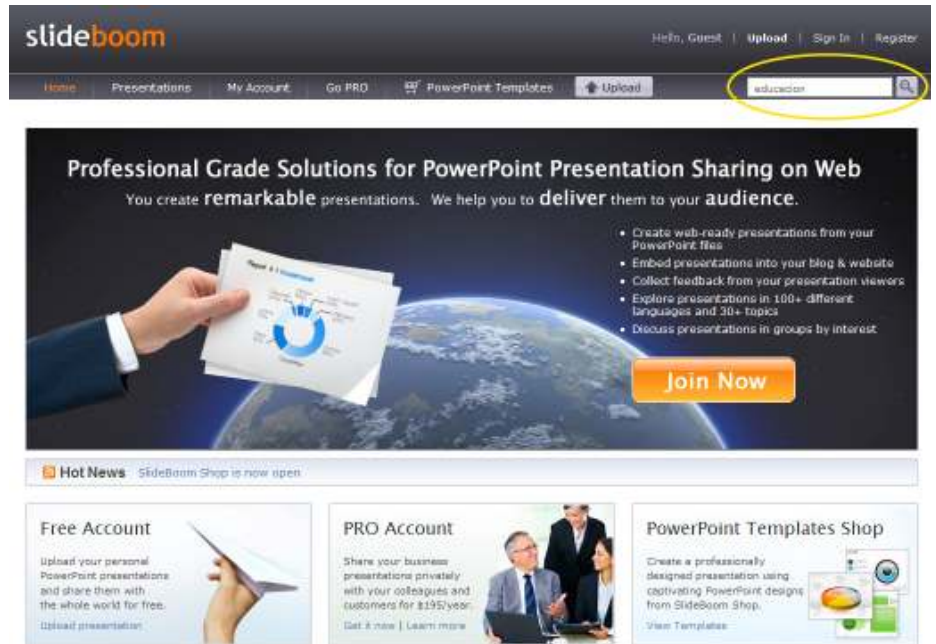 slideboom
Hello, Guest | Upload | Sign In | Register
Home Presentations My Account Go PRO PowerPoint Templates Upload educacion
Professional Grade Solutions for PowerPoint Presentation Sharing on Web
You create remarkable presentations. We help you to deliver them to your audience.
• Create web-ready presentations from your
PowerPoint files
• Embed presentations into your blog & website
• Collect feedback from your presentation viewers
• Explore presentations in 100+ different
languages and 30+ topics
• Discuss presentations in groups by interest
Join Now
Hot News SlideBoom Shop is now open
Free Account
Upload your personal
PowerPoint presentations
and share them with
the whole world for free.
Upload presentation
PRO Account
Share your business
presentations privately
with your colleagues and
customers for $195/year.
Get it now | Learn more
PowerPoint Templates Shop
Create a professionally
designed presentation using
captivating PowerPoint designs
from SlideBoom Shop.
View Templates